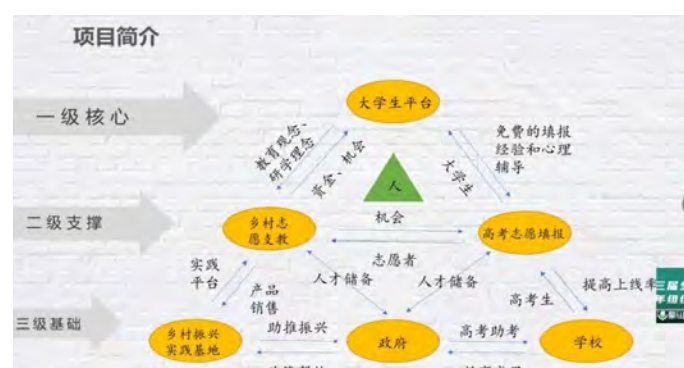 项目简介
一级核心
大学生平台
教育观念、
研学理念
资金、机会
大学生
免费的填报
经验和心理
辅导
人
二级支撑
乡村志
愿支教
机会
志愿者
高考志愿填报
实践
平台
产品
销售
人才储备
人才储备
高考生
提高上线率
三级基础
乡村振兴
实践基地
助推振兴
政府
高考助考
学校